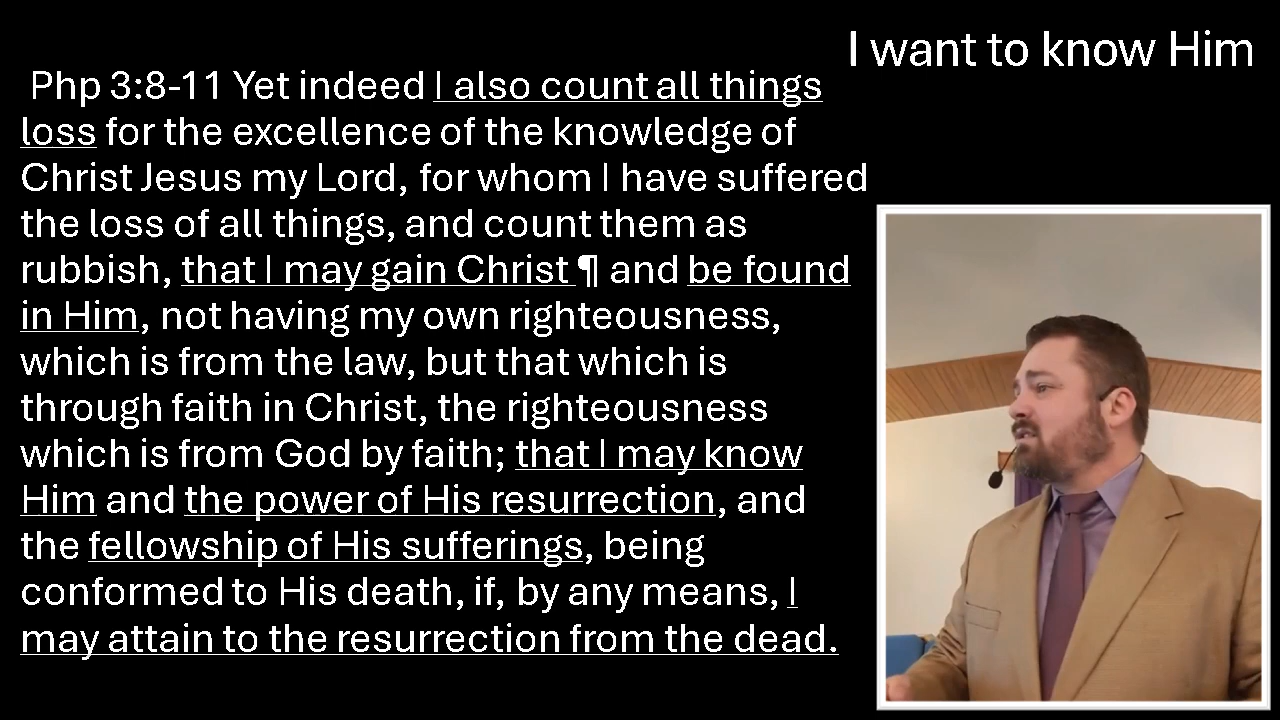 I want to know Him
Php 3:8-11 Yet indeed I also count all things
loss for the excellence of the knowledge of
Christ Jesus my Lord, for whom I have suffered
the loss of all things, and count them as
rubbish, that I may gain Christ ¶ and be found
in Him, not having my own righteousness,
which is from the law, but that which is
through faith in Christ, the righteousness
which is from God by faith; that I may know
Him and the power of His resurrection, and
the fellowship of His sufferings, being
conformed to His death, if, by any means, I
may attain to the resurrection from the dead.